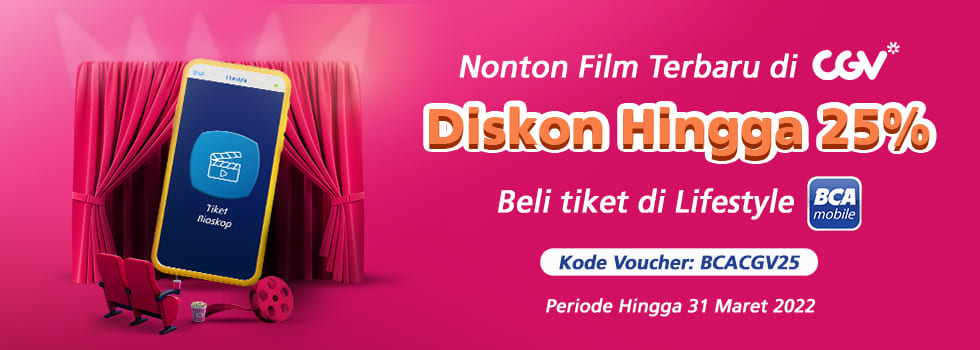 Nonton Film Terbaru di CGV*
Diskon Hingga 25%
Beli tiket di Lifestyle BCA mobile
Kode Voucher: BCACGV25
Periode Hingga 31 Maret 2022
Lifestyle
Tiket
Bioskop